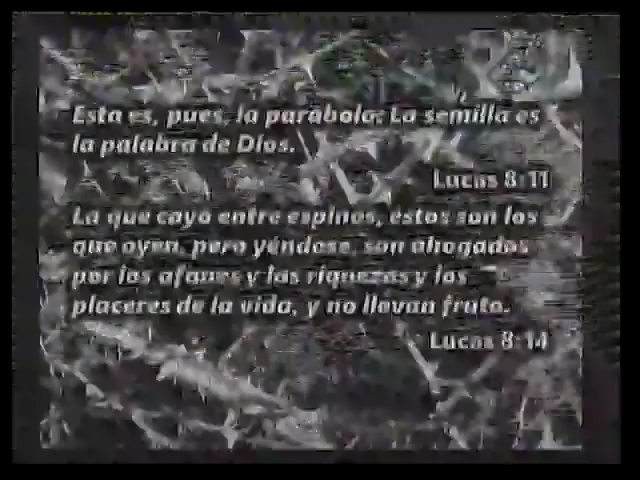 Esta es, pues, la parábola: La semilla es
la palabra de Dios.
Lucas 8:11
La que cayó entre espinos, éstos son los
que oyen, pero yéndose, son ahogados
por los afanes y las riquezas y los
placeres de la vida, y no llevan fruto.
Lucas 8:14